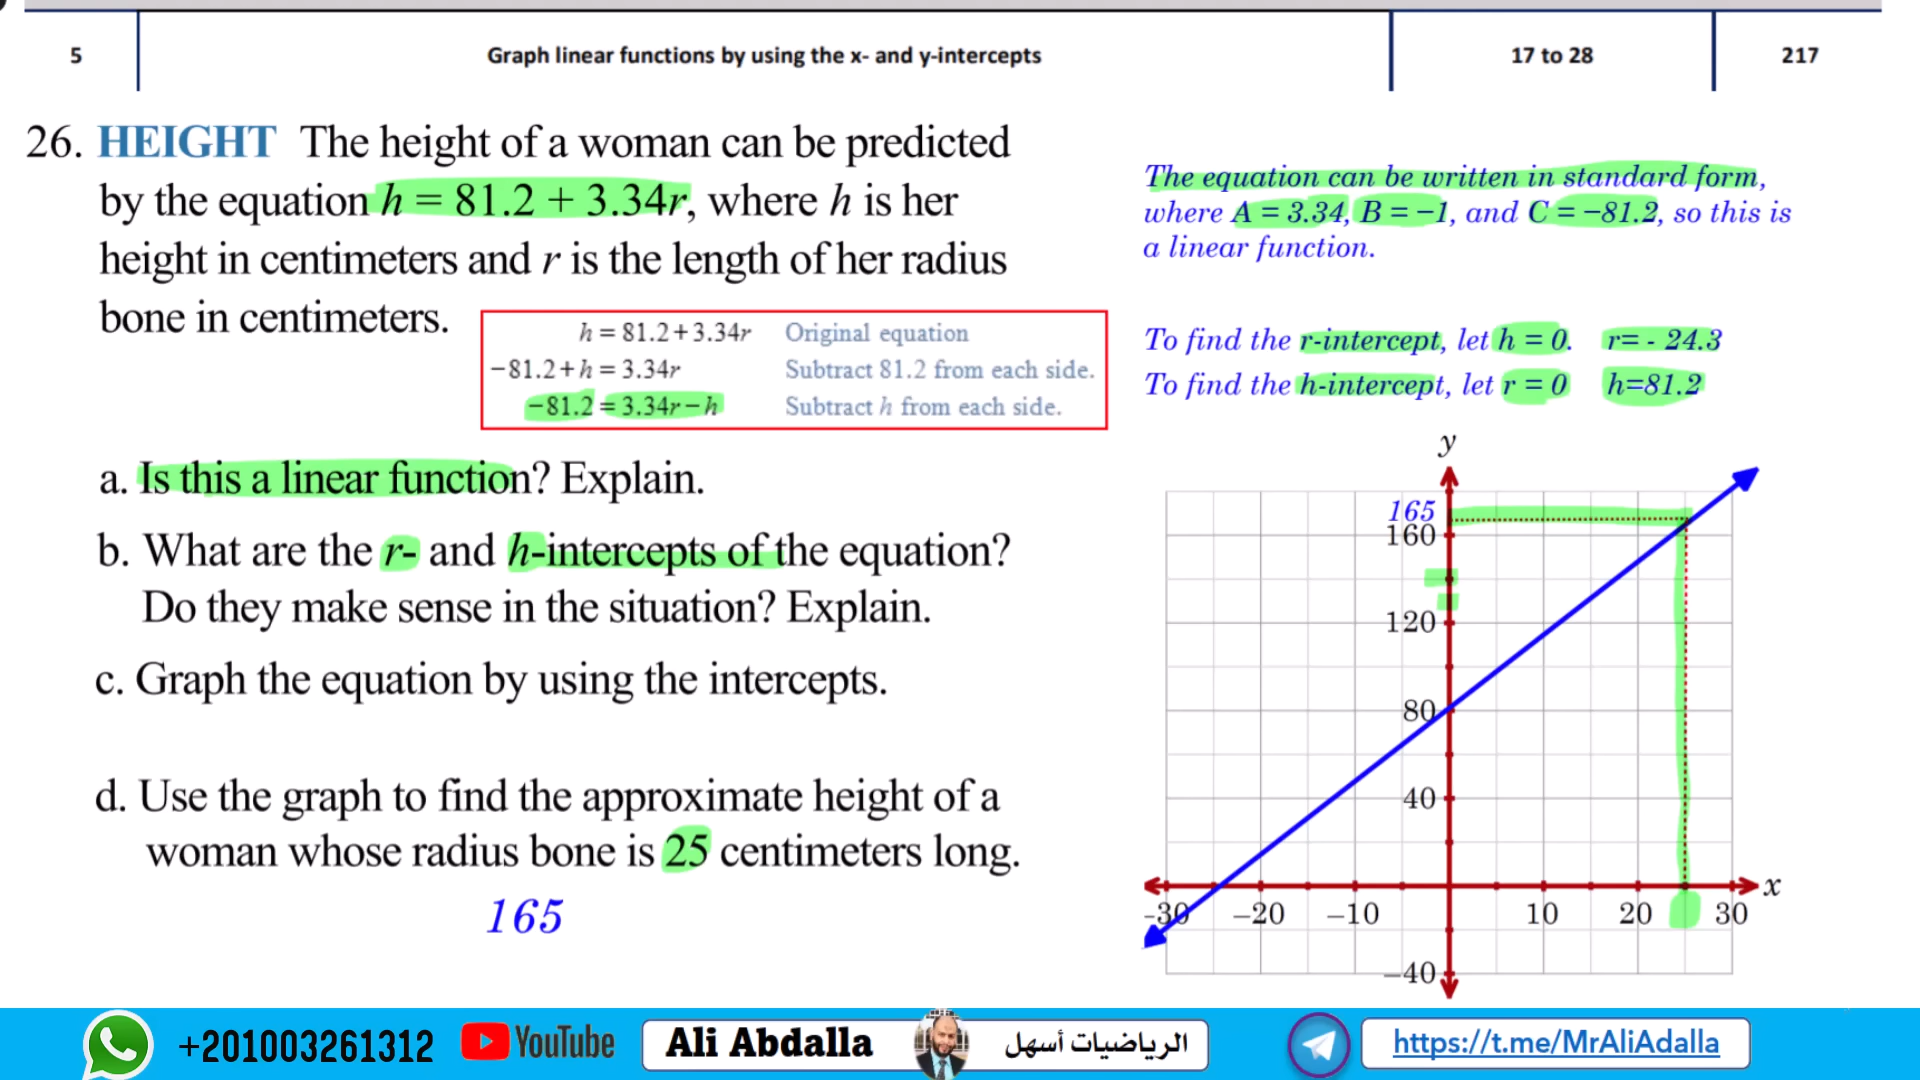 5 Graph linear functions by using the x- and y-intercepts 17 to 28 217
26. HEIGHT The height of a woman can be predicted
by the equation h = 81.2 + 3.34r, where h is her
height in centimeters and r is the length of her radius
bone in centimeters.
h = 81.2+3.34r Original equation
−81.2+h = 3.34r Subtract 81.2 from each side.
−81.2 = 3.34r−h Subtract h from each side.
a. Is this a linear function? Explain.
b. What are the r- and h-intercepts of the equation?
Do they make sense in the situation? Explain.
c. Graph the equation by using the intercepts.
d. Use the graph to find the approximate height of a
woman whose radius bone is 25 centimeters long.
165
The equation can be written in standard form,
where A = 3.34, B = −1, and C = −81.2, so this is
a linear function.
To find the r-intercept, let h = 0. r= - 24.3
To find the h-intercept, let r = 0 h=81.2
y
165
160
120
80
40
x
-30 −20 −10 10 20 30
−40
+201003261312 YouTube Ali Abdalla الرياضيات أسهل https://t.me/MrAliAdalla